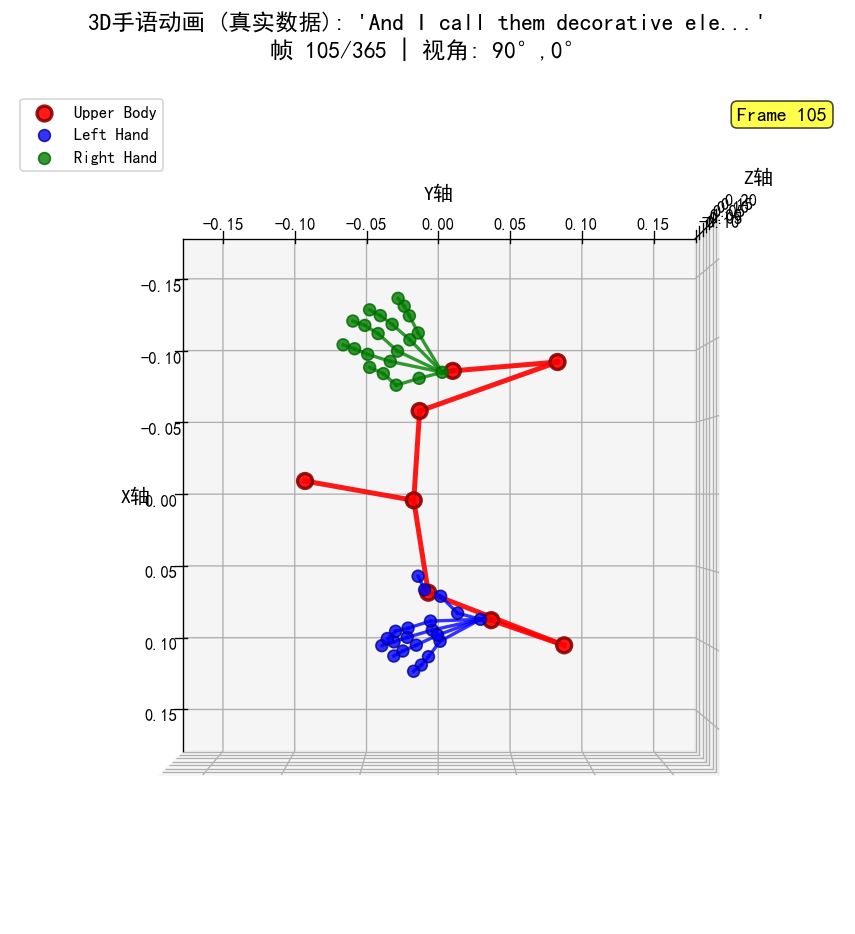 3D手语动画 (真实数据): 'And I call them decorative ele...'
帧 105/365 | 视角: 90°,0°
Upper Body
Left Hand
Right Hand
Frame 105
Z轴
Y轴
-0.15 -0.10 -0.05 0.00 0.05 0.10 0.15
-0.15
-0.10
-0.05
X轴
0.00
0.05
0.10
0.15